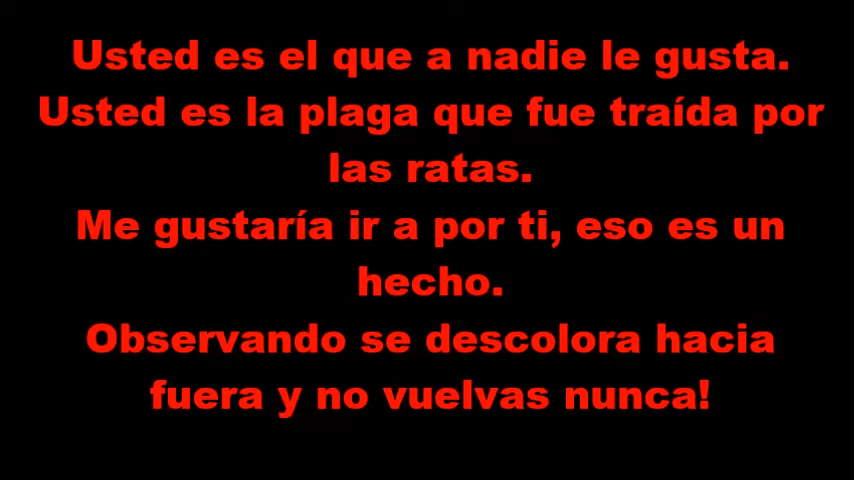 Usted es el que a nadie le gusta.
Usted es la plaga que fue traída por
las ratas.
Me gustaría ir a por ti, eso es un
hecho.
Observando se descolora hacia
fuera y no vuelvas nunca!